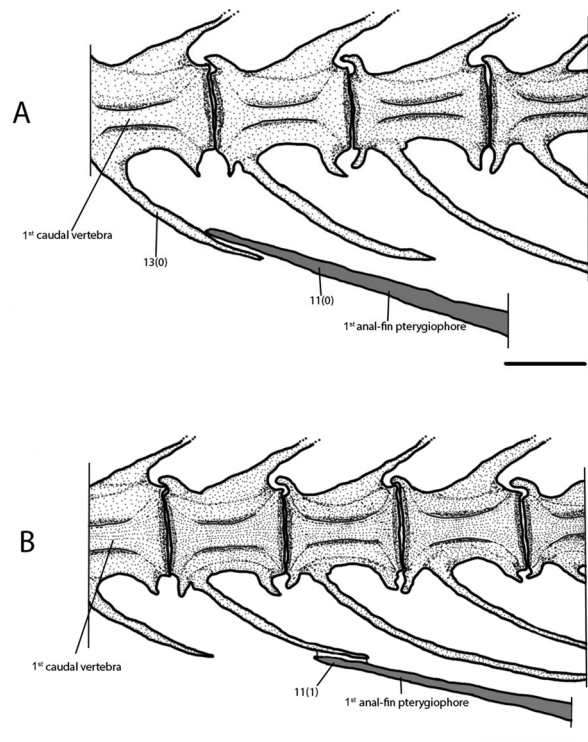 A
1st caudal vertebra
13(0)
11(0)
1st anal-fin pterygiophore
B
1st caudal vertebra
11(1)
1st anal-fin pterygiophore